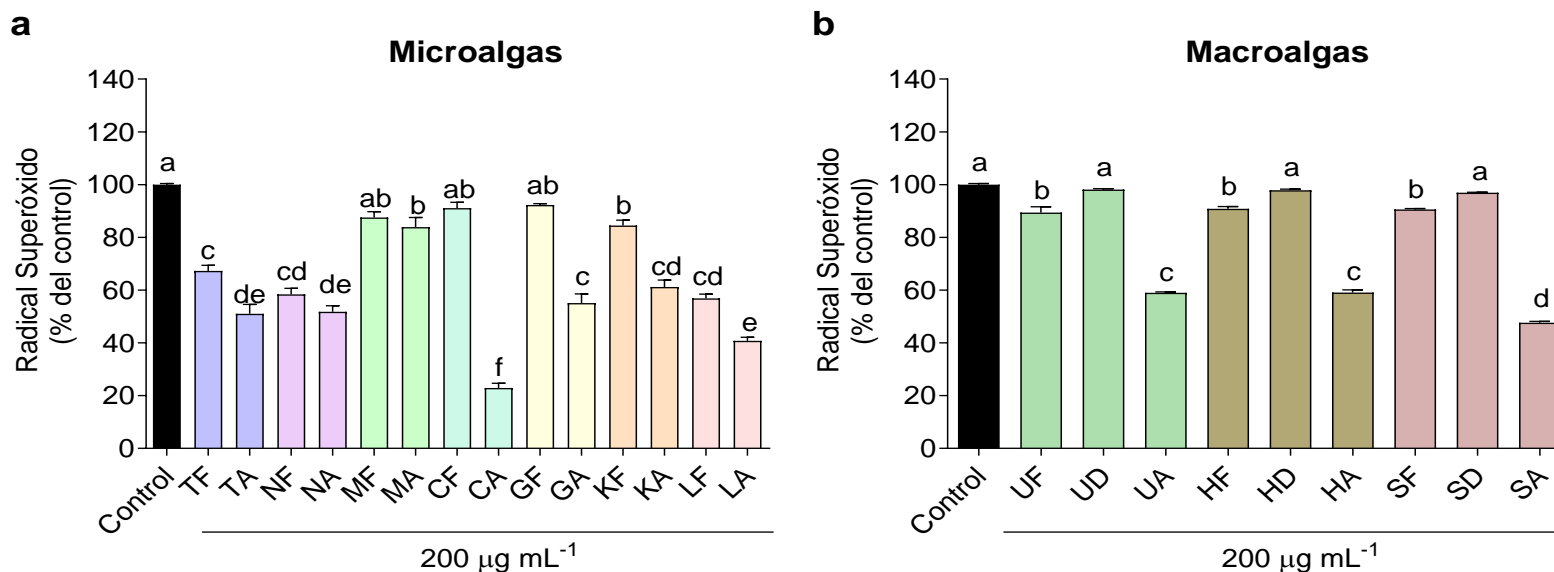 a
Microalgas
Radical Superóxido
(% del control)
140
120
100
80
60
40
20
0
a
c
de
cd
de
ab
b
ab
f
ab
c
b
cd
cd
e
Control
TF
TA
NF
NA
MF
MA
CF
CA
GF
GA
KF
KA
LF
LA
200 μg mL⁻¹
b
Macroalgas
Radical Superóxido
(% del control)
140
120
100
80
60
40
20
0
a
b
a
c
b
a
c
b
a
d
Control
UF
UD
UA
HF
HD
HA
SF
SD
SA
200 μg mL⁻¹